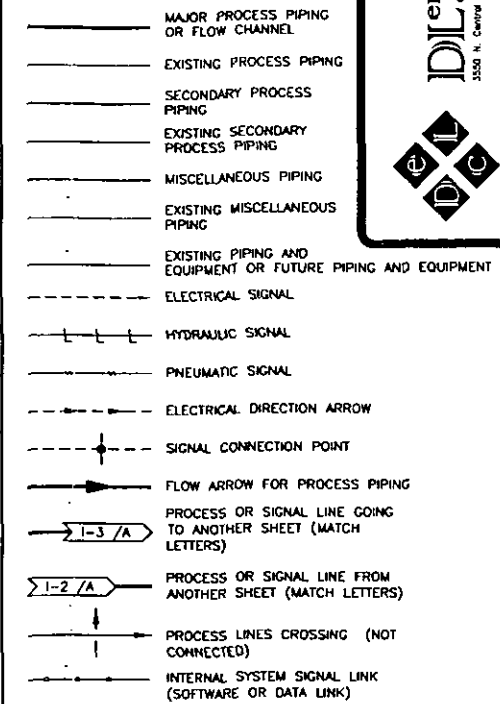 MAJOR PROCESS PIPING
OR FLOW CHANNEL
EXISTING PROCESS PIPING
SECONDARY PROCESS
PIPING
EXISTING SECONDARY
PROCESS PIPING
MISCELLANEOUS PIPING
EXISTING MISCELLANEOUS
PIPING
EXISTING PIPING AND
EQUIPMENT OR FUTURE PIPING AND EQUIPMENT
ELECTRICAL SIGNAL
HYDRAULIC SIGNAL
PNEUMATIC SIGNAL
ELECTRICAL DIRECTION ARROW
SIGNAL CONNECTION POINT
FLOW ARROW FOR PROCESS PIPING
I-3 /A
PROCESS OR SIGNAL LINE GOING
TO ANOTHER SHEET (MATCH
LETTERS)
I-2 /A
PROCESS OR SIGNAL LINE FROM
ANOTHER SHEET (MATCH LETTERS)
PROCESS LINES CROSSING (NOT
CONNECTED)
INTERNAL SYSTEM SIGNAL LINK
(SOFTWARE OR DATA LINK)
D e L C
3550 N. Central